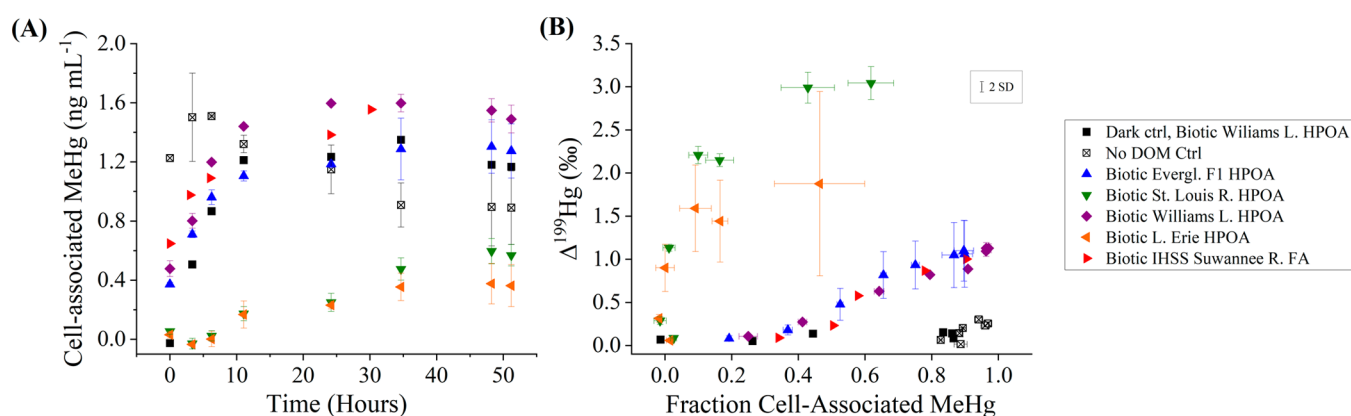 (A)
Cell-associated MeHg (ng mL⁻¹)
1.6
1.2
0.8
0.4
0.0
0 10 20 30 40 50
Time (Hours)
(B)
Δ¹⁹⁹Hg (‰)
3.5
3.0
2.5
2.0
1.5
1.0
0.5
0.0
0.0 0.2 0.4 0.6 0.8 1.0
Fraction Cell-Associated MeHg
2 SD
Dark ctrl, Biotic Wiliams L. HPOA
No DOM Ctrl
Biotic Evergl. F1 HPOA
Biotic St. Louis R. HPOA
Biotic Williams L. HPOA
Biotic L. Erie HPOA
Biotic IHSS Suwannee R. FA